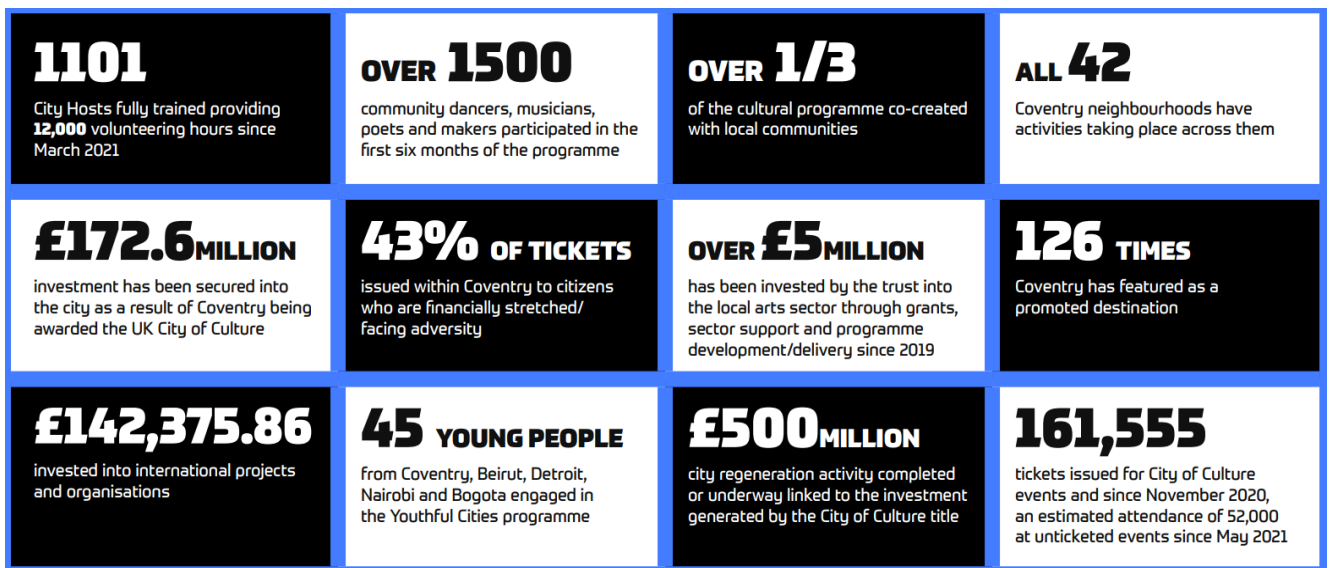 1101
City Hosts fully trained providing
12,000 volunteering hours since
March 2021
OVER 1500
community dancers, musicians,
poets and makers participated in the
first six months of the programme
OVER 1/3
of the cultural programme co-created
with local communities
ALL 42
Coventry neighbourhoods have
activities taking place across them
£172.6MILLION
investment has been secured into
the city as a result of Coventry being
awarded the UK City of Culture
43% OF TICKETS
issued within Coventry to citizens
who are financially stretched/
facing adversity
OVER £5MILLION
has been invested by the trust into
the local arts sector through grants,
sector support and programme
development/delivery since 2019
126 TIMES
Coventry has featured as a
promoted destination
£142,375.86
invested into international projects
and organisations
45 YOUNG PEOPLE
from Coventry, Beirut, Detroit,
Nairobi and Bogota engaged in
the Youthful Cities programme
£500MILLION
city regeneration activity completed
or underway linked to the investment
generated by the City of Culture title
161,555
tickets issued for City of Culture
events and since November 2020,
an estimated attendance of 52,000
at unticketed events since May 2021